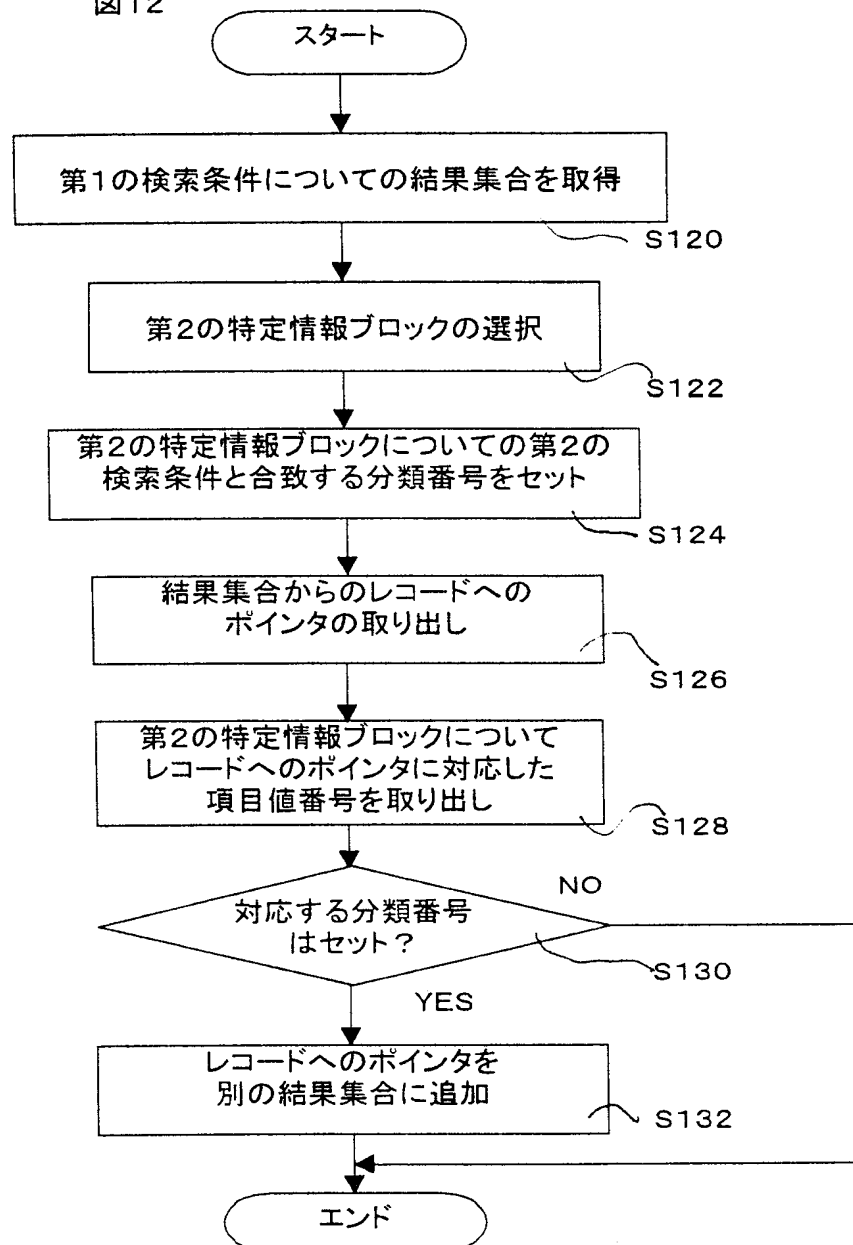 図12
スタート
第1の検索条件についての結果集合を取得
S120
第2の特定情報ブロックの選択
S122
第2の特定情報ブロックについての第2の
検索条件と合致する分類番号をセット
S124
結果集合からのレコードへの
ポインタの取り出し
S126
第2の特定情報ブロックについて
レコードへのポインタに対応した
項目値番号を取り出し
S128
対応する分類番号
はセット?
NO
S130
YES
レコードへのポインタを
別の結果集合に追加
S132
エンド